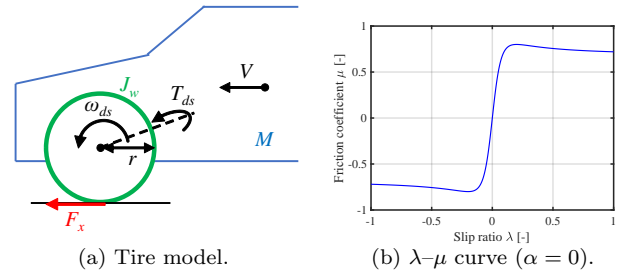 J_w
ω_ds
T_ds
V
r
M
F_x
(a) Tire model.
Friction coefficient μ [-]
1
0.5
0
-0.5
-1
-1 -0.5 0 0.5 1
Slip ratio λ [-]
(b) λ–μ curve (α = 0).